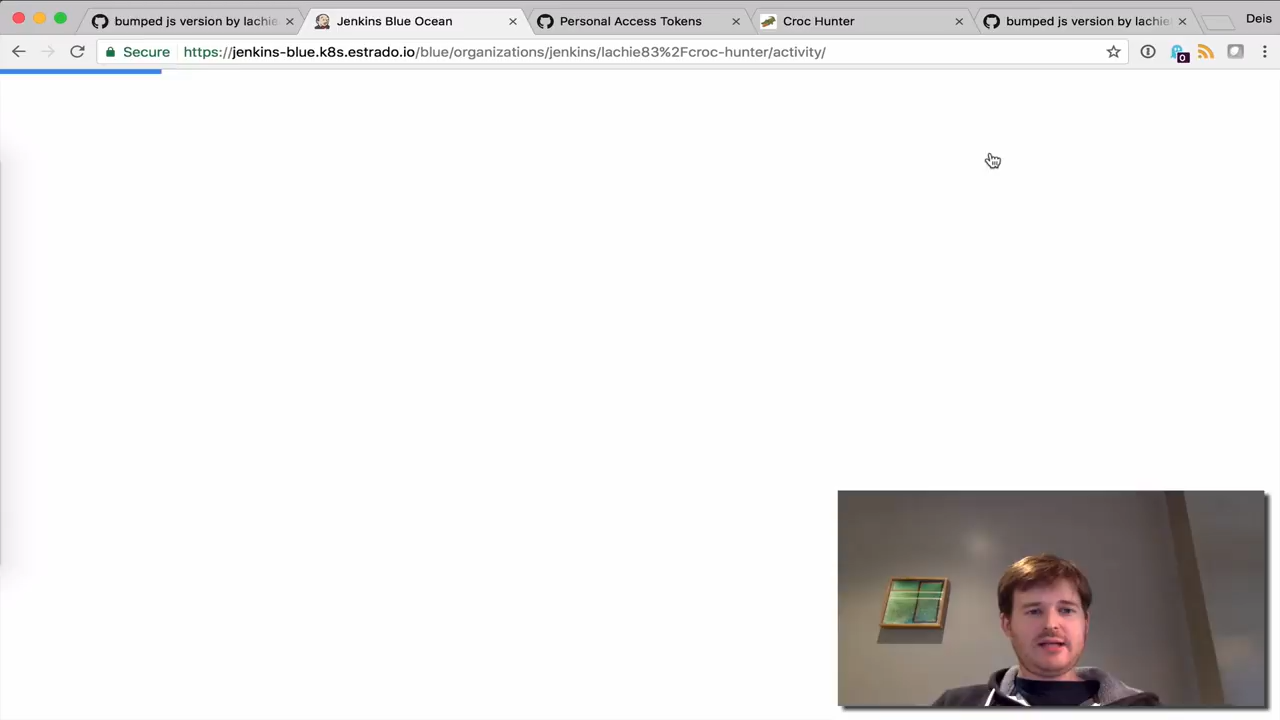 bumped js version by lachie
Jenkins Blue Ocean
Personal Access Tokens
Croc Hunter
bumped js version by lachie
Deis
Secure
https://jenkins-blue.k8s.estrado.io/blue/organizations/jenkins/lachie83%2Fcroc-hunter/activity/
0